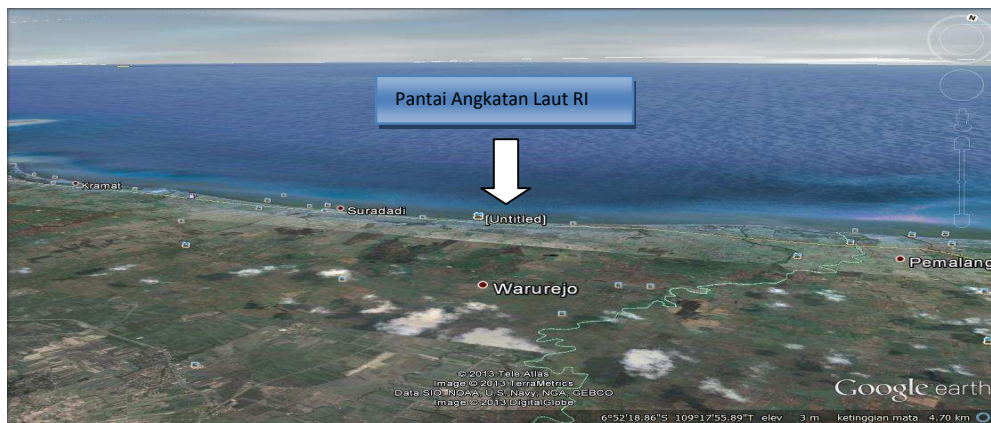 N
Pantai Angkatan Laut RI
Kramat
Suradadi
[Untitled]
Pemalang
Warurejo
© 2013 Tele Atlas
Image © 2013 TerraMetrics
Data SIO, NOAA, U.S. Navy, NGA, GEBCO
Image © 2013 DigitalGlobe
Google earth
6°52'18.86"S 109°17'55.89"T elev 3 m ketinggian mata 4.70 km